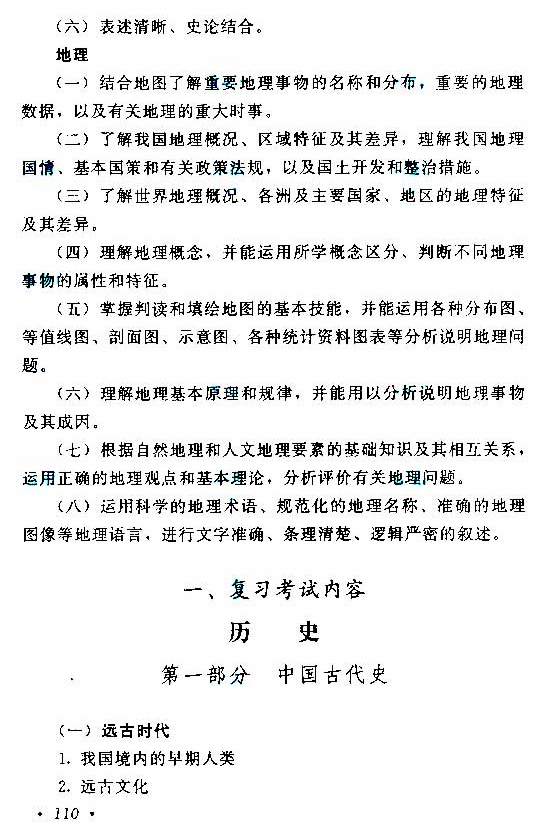 （六）表述清晰、史论结合。
地理
（一）结合地图了解重要地理事物的名称和分布，重要的地理
数据，以及有关地理的重大时事。
（二）了解我国地理概况、区域特征及其差异，理解我国地理
国情、基本国策和有关政策法规，以及国土开发和整治措施。
（三）了解世界地理概况、各洲及主要国家、地区的地理特征
及其差异。
（四）理解地理概念，并能运用所学概念区分、判断不同地理
事物的属性和特征。
（五）掌握判读和填绘地图的基本技能，并能运用各种分布图、
等值线图、剖面图、示意图、各种统计资料图表等分析说明地理问
题。
（六）理解地理基本原理和规律，并能用以分析说明地理事物
及其成因。
（七）根据自然地理和人文地理要素的基础知识及其相互关系，
运用正确的地理观点和基本理论，分析评价有关地理问题。
（八）运用科学的地理术语、规范化的地理名称、准确的地理
图像等地理语言，进行文字准确、条理清楚、逻辑严密的叙述。
一、复习考试内容
历 史
第一部分 中国古代史
（一）远古时代
1. 我国境内的早期人类
2. 远古文化
· 110 ·